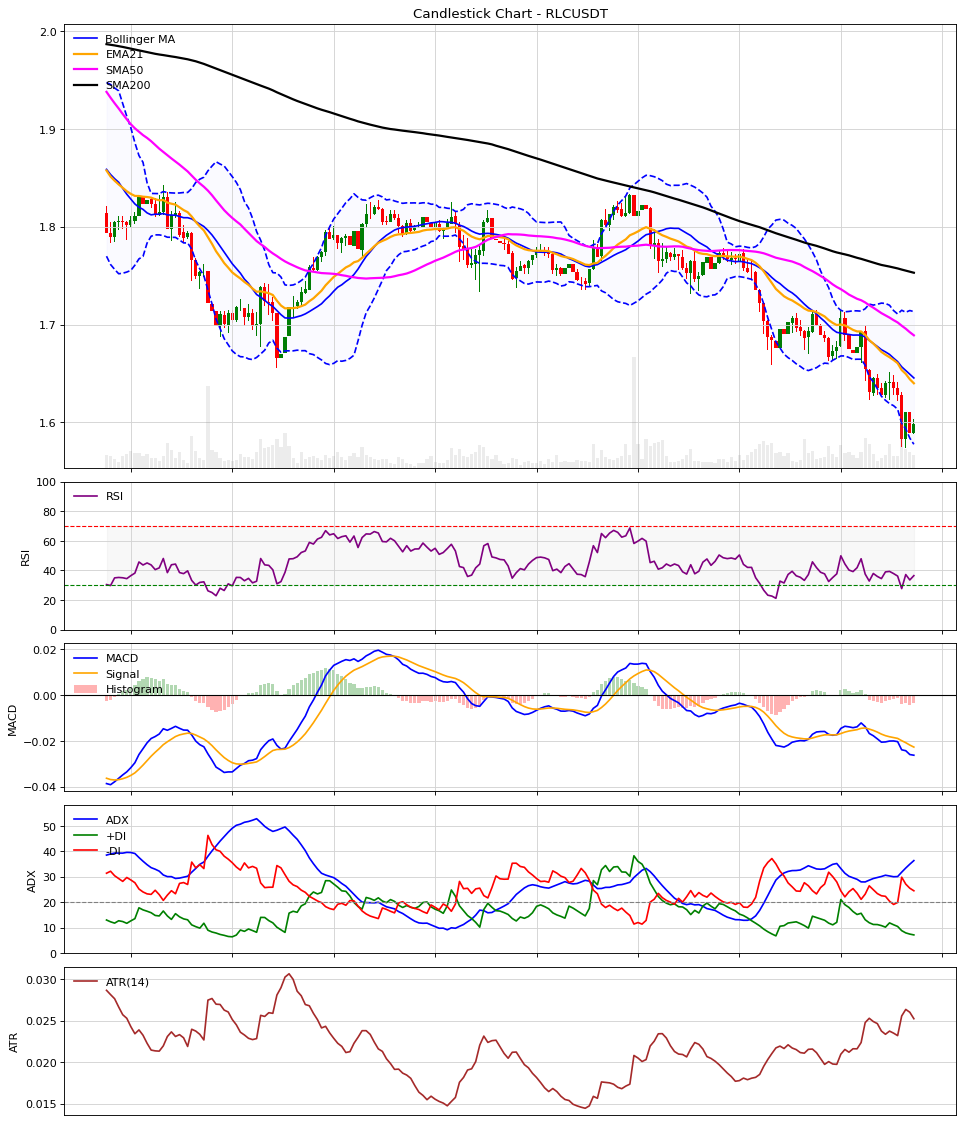 Candlestick Chart - RLCUSDT
2.0
1.9
1.8
1.7
1.6
Bollinger MA
EMA21
SMA50
SMA200
100
80
60
40
20
0
RSI
RSI
0.02
0.00
−0.02
−0.04
MACD
MACD
Signal
Histogram
50
40
30
20
10
0
ADX
ADX
+DI
-DI
0.030
0.025
0.020
0.015
ATR
ATR(14)